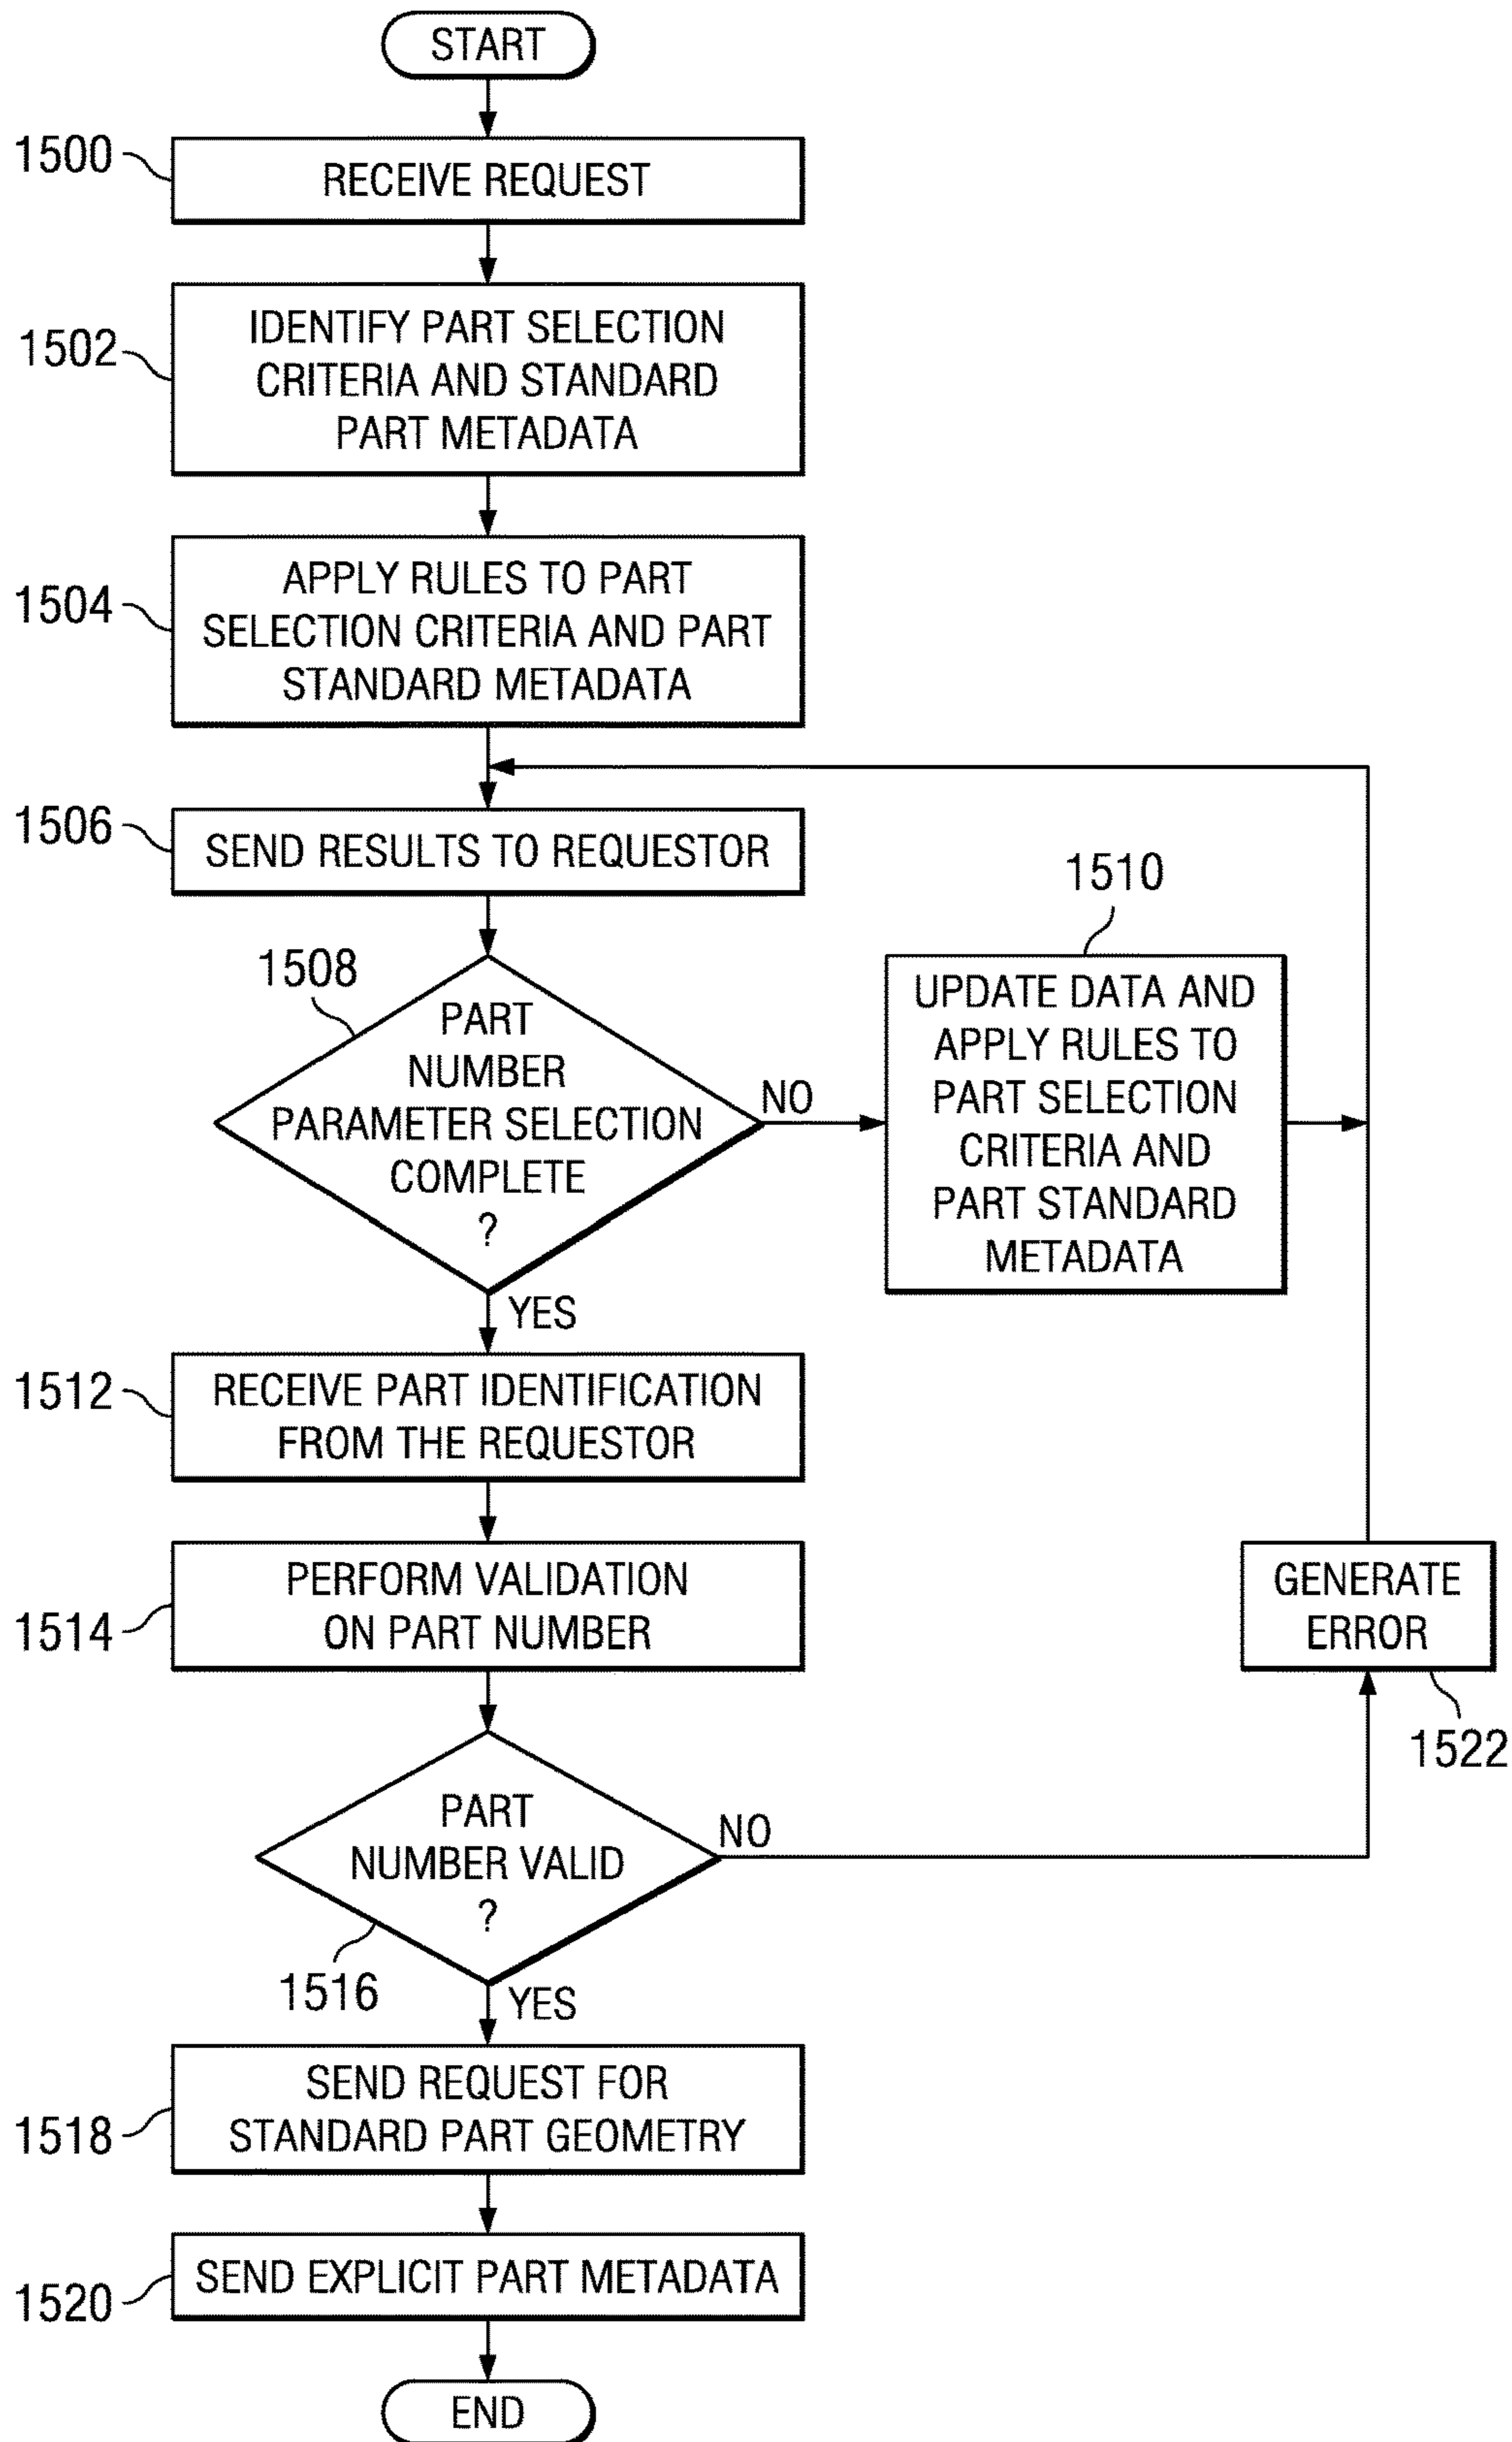 START
1500
RECEIVE REQUEST
1502
IDENTIFY PART SELECTION
CRITERIA AND STANDARD
PART METADATA
1504
APPLY RULES TO PART
SELECTION CRITERIA AND PART
STANDARD METADATA
1506
SEND RESULTS TO REQUESTOR
1508
PART
NUMBER
PARAMETER SELECTION
COMPLETE
?
NO
1510
UPDATE DATA AND
APPLY RULES TO
PART SELECTION
CRITERIA AND
PART STANDARD
METADATA
YES
1512
RECEIVE PART IDENTIFICATION
FROM THE REQUESTOR
1514
PERFORM VALIDATION
ON PART NUMBER
GENERATE
ERROR
1522
PART
NUMBER VALID
?
NO
1516
YES
1518
SEND REQUEST FOR
STANDARD PART GEOMETRY
1520
SEND EXPLICIT PART METADATA
END